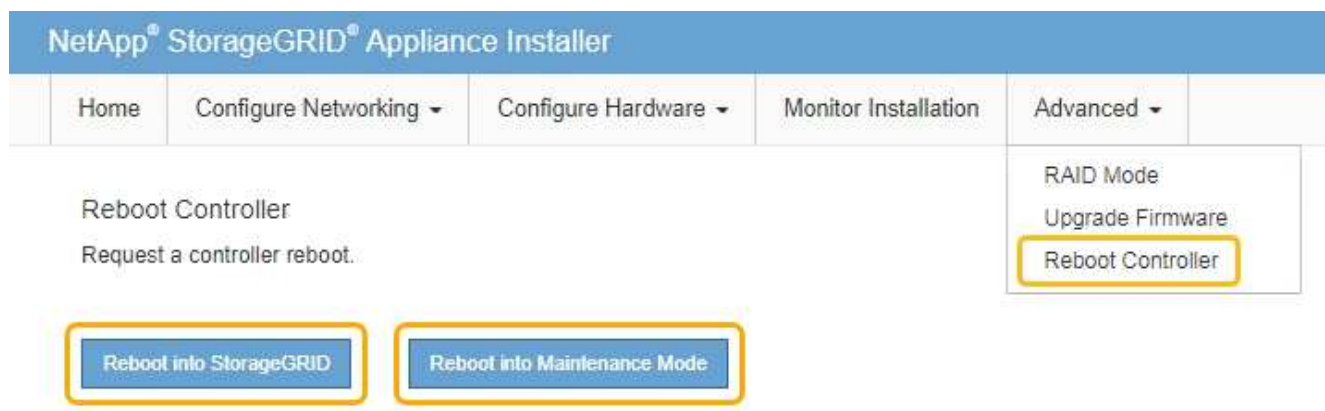 NetApp® StorageGRID® Appliance Installer
Home Configure Networking Configure Hardware Monitor Installation Advanced
RAID Mode
Upgrade Firmware
Reboot Controller
Reboot Controller
Request a controller reboot.
Reboot into StorageGRID Reboot into Maintenance Mode